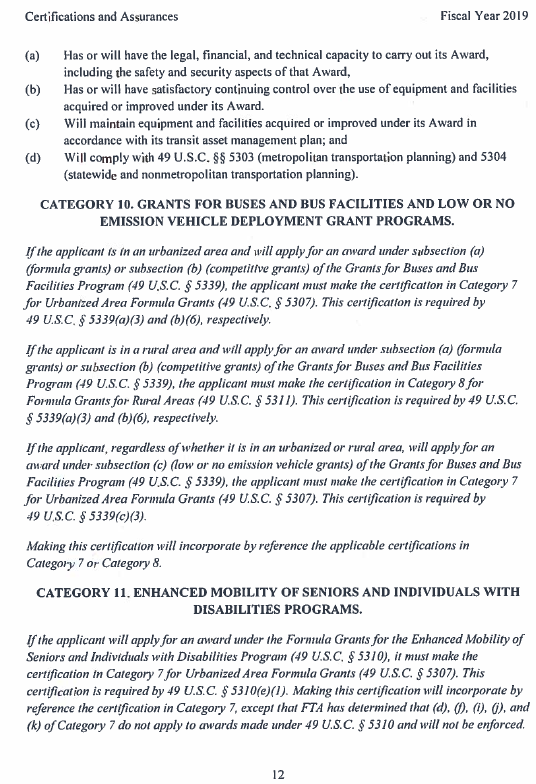 Certifications and Assurances Fiscal Year 2019
(a) Has or will have the legal, financial, and technical capacity to carry out its Award,
including the safety and security aspects of that Award,
(b) Has or will have satisfactory continuing control over the use of equipment and facilities
acquired or improved under its Award.
(c) Will maintain equipment and facilities acquired or improved under its Award in
accordance with its transit asset management plan; and
(d) Will comply with 49 U.S.C. §§ 5303 (metropolitan transportation planning) and 5304
(statewide and nonmetropolitan transportation planning).
CATEGORY 10. GRANTS FOR BUSES AND BUS FACILITIES AND LOW OR NO
EMISSION VEHICLE DEPLOYMENT GRANT PROGRAMS.
If the applicant is in an urbanized area and will apply for an award under subsection (a)
(formula grants) or subsection (b) (competitive grants) of the Grants for Buses and Bus
Facilities Program (49 U.S.C. § 5339), the applicant must make the certification in Category 7
for Urbanized Area Formula Grants (49 U.S.C. § 5307). This certification is required by
49 U.S.C. § 5339(a)(3) and (b)(6), respectively.
If the applicant is in a rural area and will apply for an award under subsection (a) (formula
grants) or subsection (b) (competitive grants) of the Grants for Buses and Bus Facilities
Program (49 U.S.C. § 5339), the applicant must make the certification in Category 8 for
Formula Grants for Rural Areas (49 U.S.C. § 5311). This certification is required by 49 U.S.C.
§ 5339(a)(3) and (b)(6), respectively.
If the applicant, regardless of whether it is in an urbanized or rural area, will apply for an
award under subsection (c) (low or no emission vehicle grants) of the Grants for Buses and Bus
Facilities Program (49 U.S.C. § 5339), the applicant must make the certification in Category 7
for Urbanized Area Formula Grants (49 U.S.C. § 5307). This certification is required by
49 U.S.C. § 5339(c)(3).
Making this certification will incorporate by reference the applicable certifications in
Category 7 or Category 8.
CATEGORY 11. ENHANCED MOBILITY OF SENIORS AND INDIVIDUALS WITH
DISABILITIES PROGRAMS.
If the applicant will apply for an award under the Formula Grants for the Enhanced Mobility of
Seniors and Individuals with Disabilities Program (49 U.S.C. § 5310), it must make the
certification in Category 7 for Urbanized Area Formula Grants (49 U.S.C. § 5307). This
certification is required by 49 U.S.C. § 5310(e)(1). Making this certification will incorporate by
reference the certification in Category 7, except that FTA has determined that (d), (f), (i), (j), and
(k) of Category 7 do not apply to awards made under 49 U.S.C. § 5310 and will not be enforced.
12